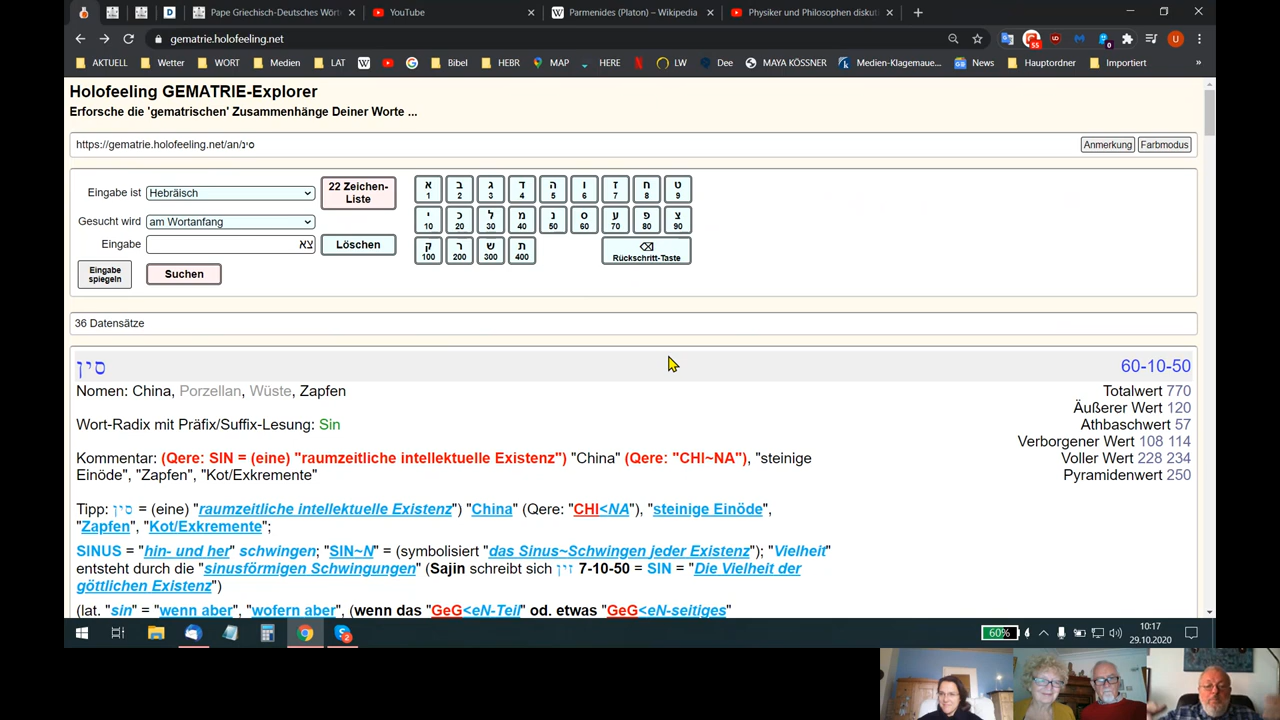 Pape Griechisch-Deutsches Wört
YouTube
Parmenides (Platon) – Wikipedia
Physiker und Philosophen diskut
gematrie.holofeeling.net
55
0
U
AKTUELL
Wetter
WORT
Medien
LAT
Bibel
HEBR
MAP
HERE
LW
Dee
MAYA KÖSSNER
Medien-Klagemaue...
News
Hauptordner
Importiert
Holofeeling GEMATRIE-Explorer
Erforsche die 'gematrischen' Zusammenhänge Deiner Worte ...
https://gematrie.holofeeling.net/an/סינ
Anmerkung
Farbmodus
Eingabe ist Hebräisch
22 Zeichen-Liste
Gesucht wird am Wortanfang
Eingabe צא
Löschen
Eingabe spiegeln
Suchen
א ב ג ד ה ו ז ח ט
1 2 3 4 5 6 7 8 9
י כ ל מ נ ס ע פ צ
10 20 30 40 50 60 70 80 90
ק ר ש ת
100 200 300 400
Rückschritt-Taste
36 Datensätze
סין 60-10-50
Nomen: China, Porzellan, Wüste, Zapfen
Totalwert 770
Äußerer Wert 120
Athbaschwert 57
Verborgener Wert 108 114
Voller Wert 228 234
Pyramidenwert 250
Wort-Radix mit Präfix/Suffix-Lesung: Sin
Kommentar: (Qere: SIN = (eine) "raumzeitliche intellektuelle Existenz") "China" (Qere: "CHI~NA"), "steinige
Einöde", "Zapfen", "Kot/Exkremente"
Tipp: סין = (eine) "raumzeitliche intellektuelle Existenz") "China" (Qere: "CHI<NA"), "steinige Einöde",
"Zapfen", "Kot/Exkremente";
SINUS = "hin- und her" schwingen; "SIN~N" = (symbolisiert "das Sinus~Schwingen jeder Existenz"); "Vielheit"
entsteht durch die "sinusförmigen Schwingungen" (Sajin schreibt sich זין 7-10-50 = SIN = "Die Vielheit der
göttlichen Existenz")
(lat. "sin" = "wenn aber", "wofern aber", (wenn das "GeG<eN-Teil" od. etwas "GeG<eN-seitiges"
60%
10:17
29.10.2020